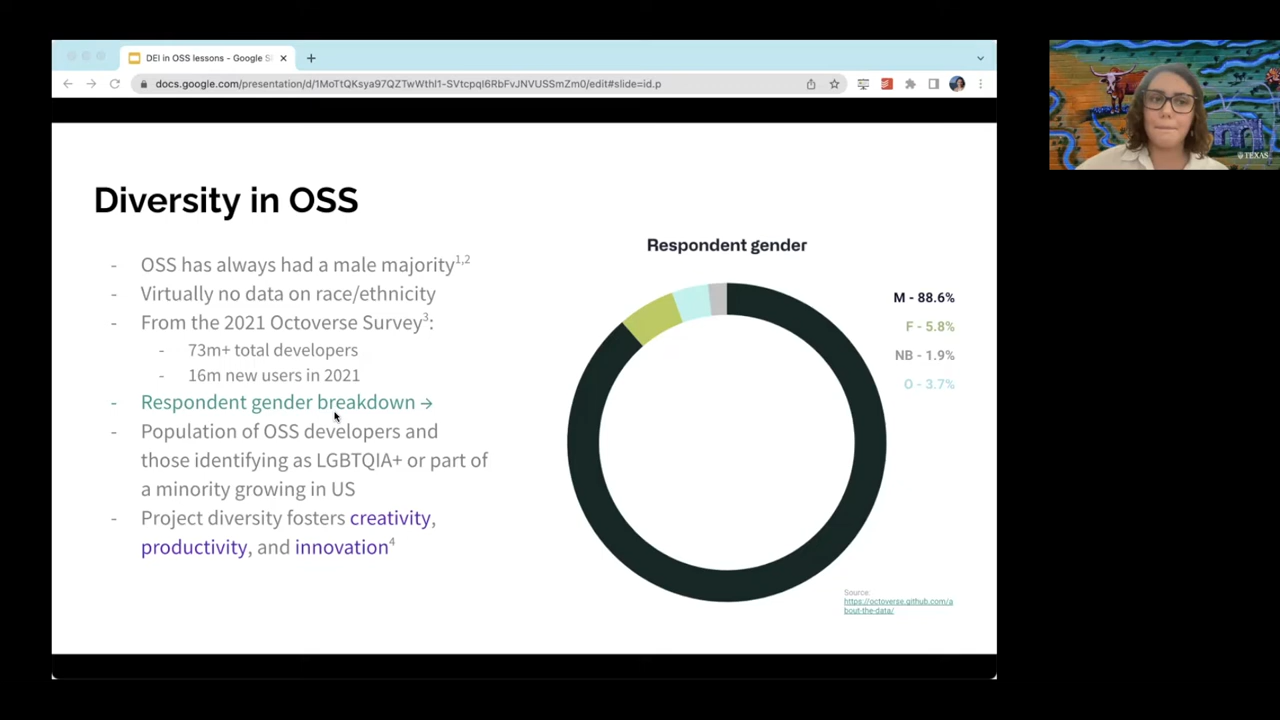 DEI in OSS lessons - Google Sl
docs.google.com/presentation/d/1MoTtQKsya97QZTwWthI1-SVtcpqI6RbFvJNVUSSmZm0/edit#slide=id.p
TEXAS
Diversity in OSS
- OSS has always had a male majority1,2
- Virtually no data on race/ethnicity
- From the 2021 Octoverse Survey3:
- 73m+ total developers
- 16m new users in 2021
- Respondent gender breakdown →
- Population of OSS developers and
those identifying as LGBTQIA+ or part of
a minority growing in US
- Project diversity fosters creativity,
productivity, and innovation4
Respondent gender
M - 88.6%
F - 5.8%
NB - 1.9%
O - 3.7%
Source:
https://octoverse.github.com/a
bout-the-data/